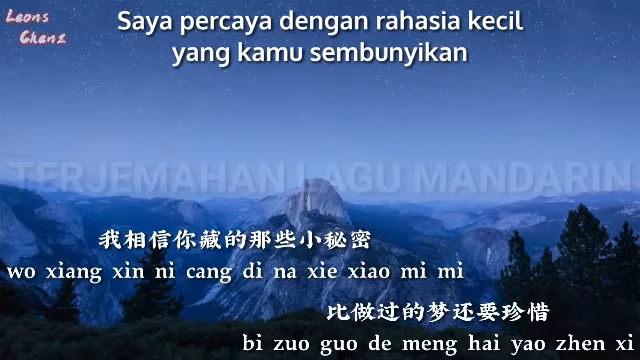 Leons
Chenz
Saya percaya dengan rahasia kecil
yang kamu sembunyikan
TERJEMAHAN LAGU MANDARIN
我相信你藏的那些小秘密
wo xiang xin ni cang di na xie xiao mi mi
比做过的梦还要珍惜
bi zuo guo de meng hai yao zhen xi